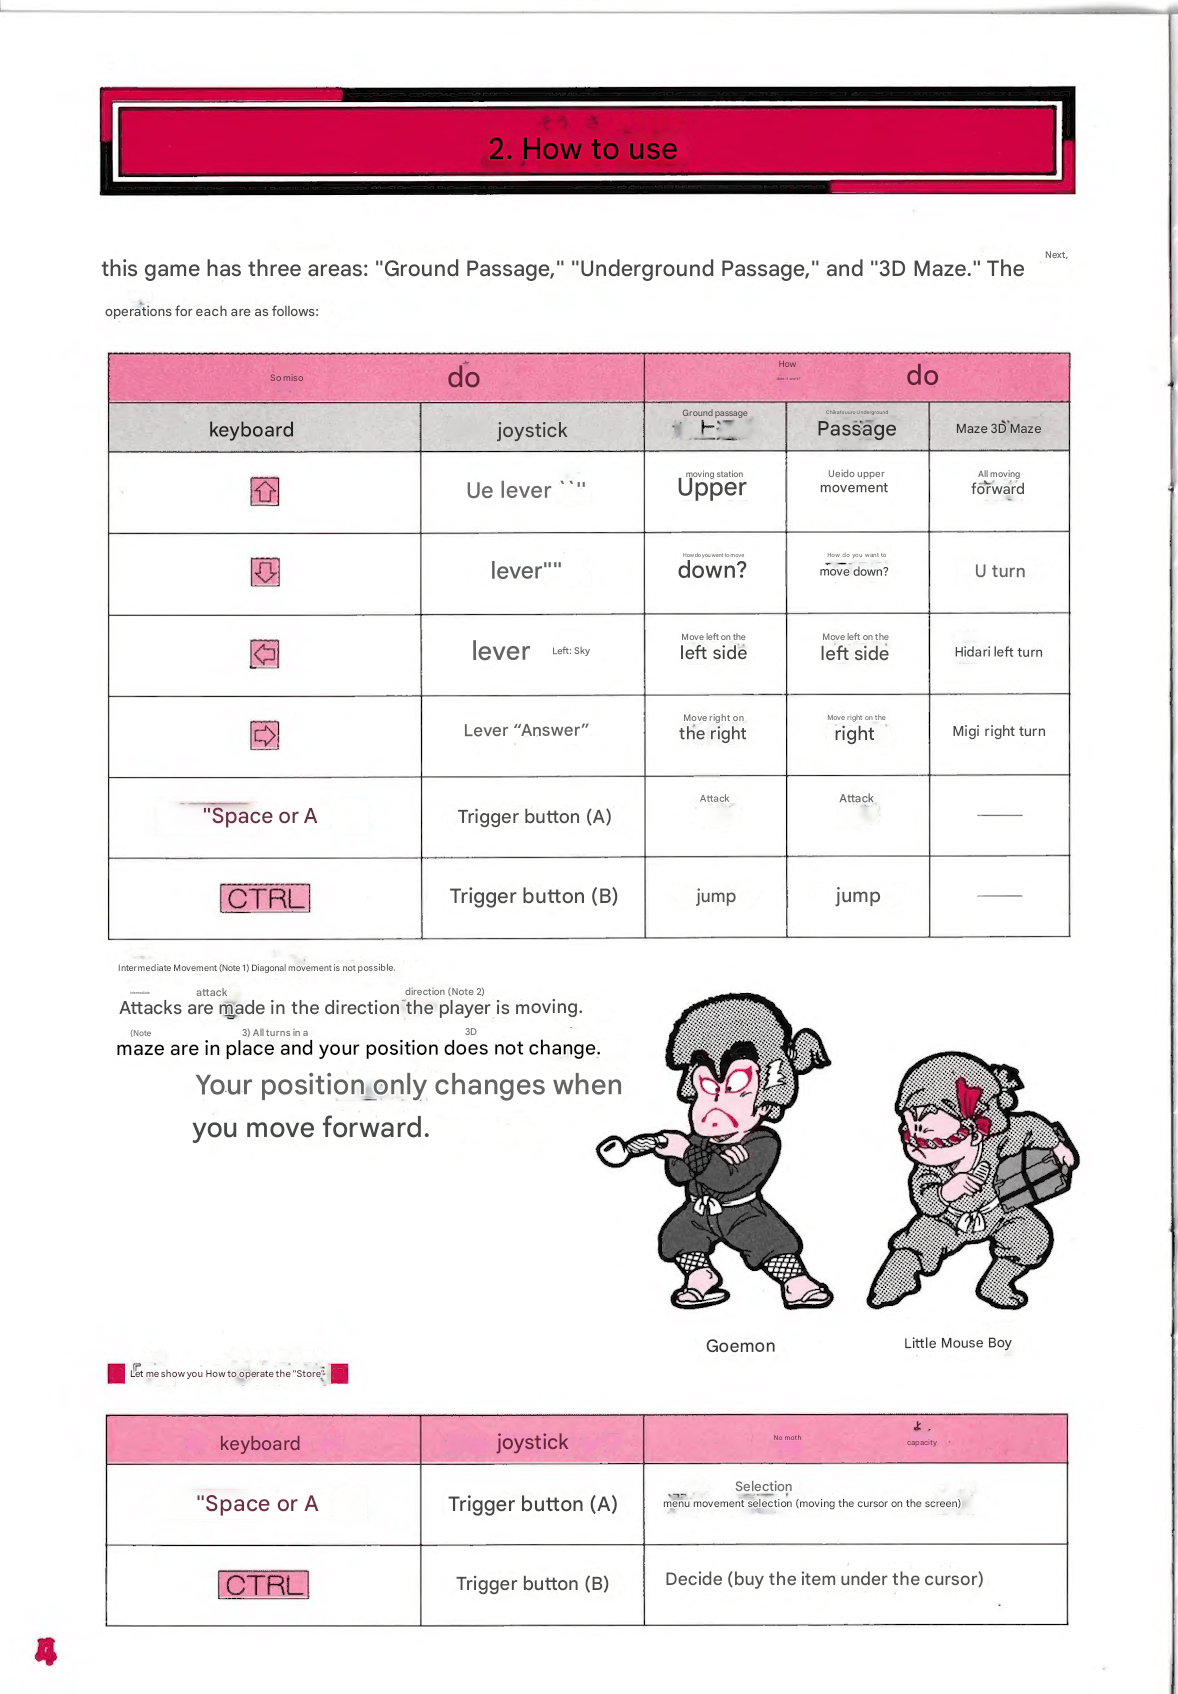 2. How to use
this game has three areas: "Ground Passage," "Underground Passage," and "3D Maze." The Next,
operations for each are as follows:
So miso do How do
keyboard joystick Ground passage Passage Maze 3D Maze
Ue lever ``" moving station Upper Ueido upper movement All moving forward
lever"" How do you want to move down? How do you want to move down? U turn
lever Left: Sky Move left on the left side Move left on the left side Hidari left turn
Lever “Answer” Move right on the right Move right on the right Migi right turn
"Space or A Trigger button (A) Attack Attack
CTRL Trigger button (B) jump jump
Intermediate Movement (Note 1) Diagonal movement is not possible.
attack direction (Note 2)
Attacks are made in the direction the player is moving.
(Note 3) All turns in a 3D
maze are in place and your position does not change.
Your position only changes when
you move forward.
Goemon Little Mouse Boy
Let me show you How to operate the "Store"
keyboard joystick No moth capacity
"Space or A Trigger button (A) Selection
menu movement selection (moving the cursor on the screen)
CTRL Trigger button (B) Decide (buy the item under the cursor)
4